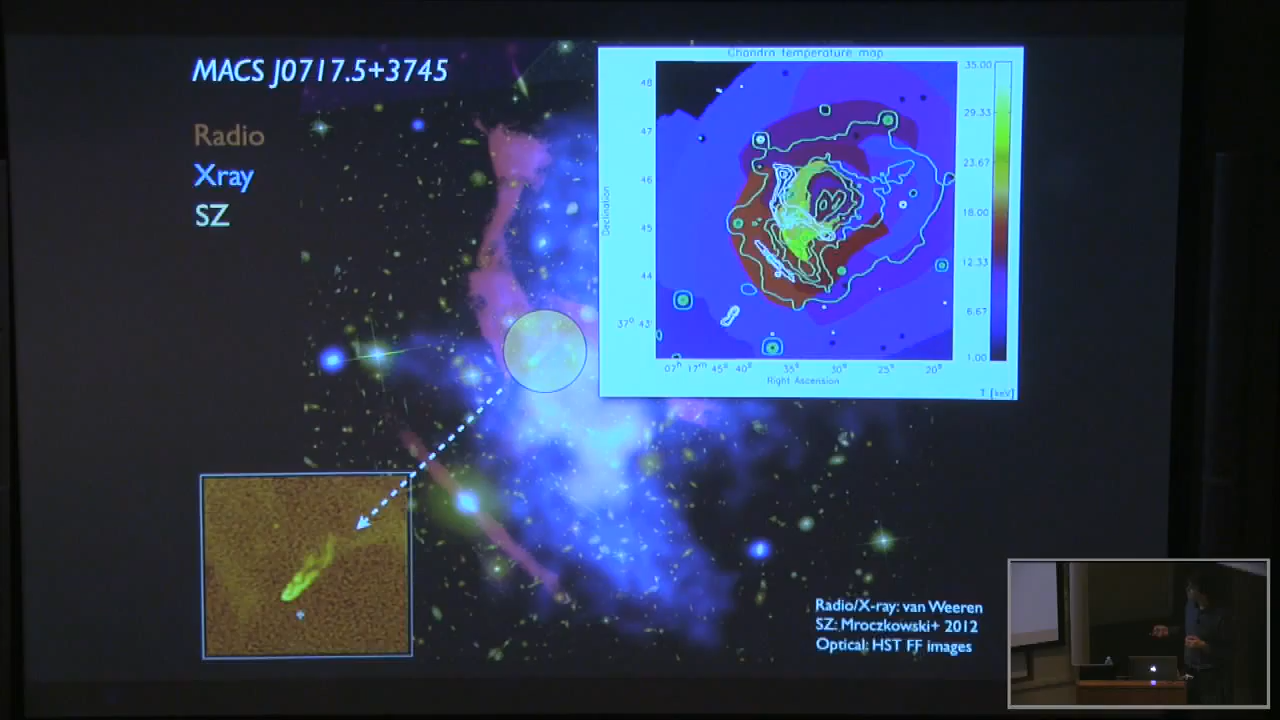 MACS J0717.5+3745
Radio
Xray
SZ
Chandra temperature map
48
47
46
45
44
37° 43'
Declination
07ʰ 17ᵐ 45ˢ 40ˢ 35ˢ 30ˢ 25ˢ 20ˢ
Right Ascension
35.00
29.33
23.67
18.00
12.33
6.67
1.00
T [keV]
Radio/X-ray: van Weeren
SZ: Mroczkowski+ 2012
Optical: HST FF images